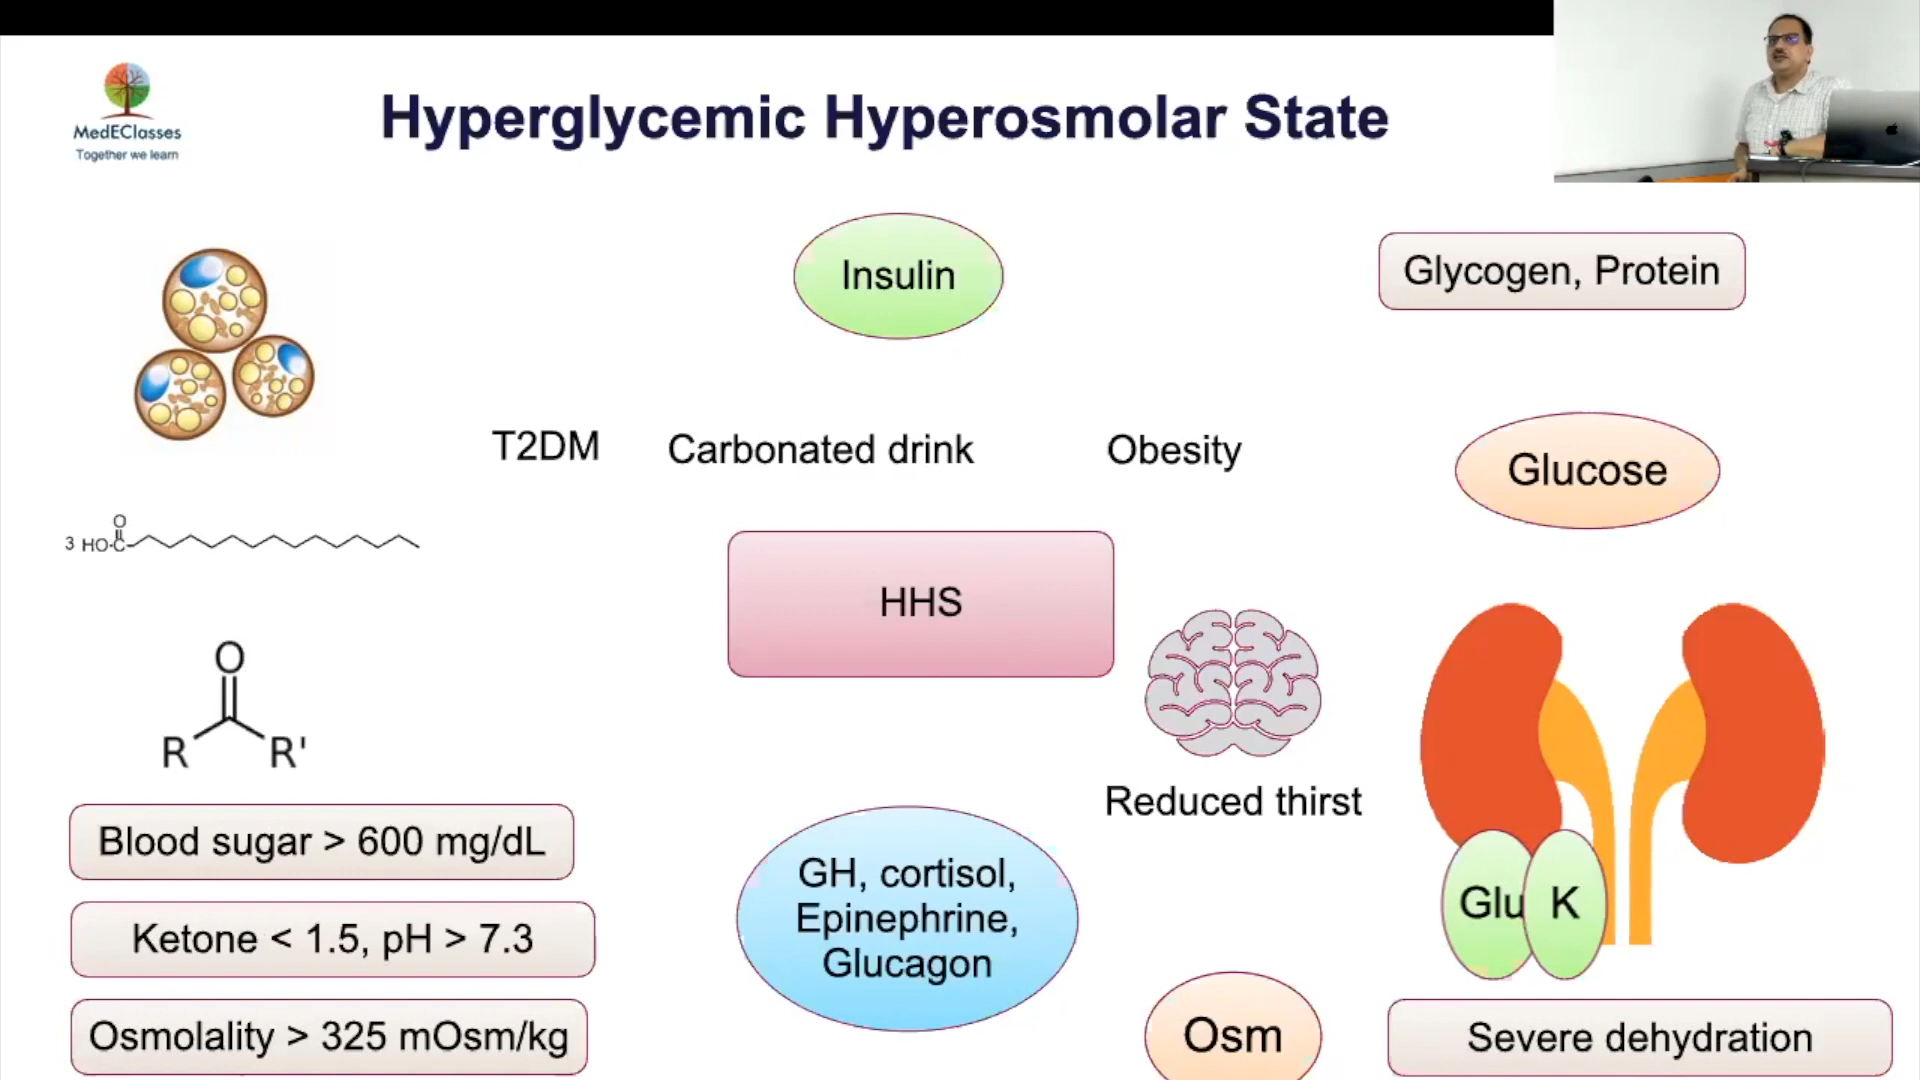 MedEClasses
Together we learn
Hyperglycemic Hyperosmolar State
Insulin
Glycogen, Protein
T2DM
Carbonated drink
Obesity
Glucose
3 HO-C
O
HHS
O
R
R'
Reduced thirst
Blood sugar > 600 mg/dL
Ketone < 1.5, pH > 7.3
Osmolality > 325 mOsm/kg
GH, cortisol,
Epinephrine,
Glucagon
Glu
K
Osm
Severe dehydration